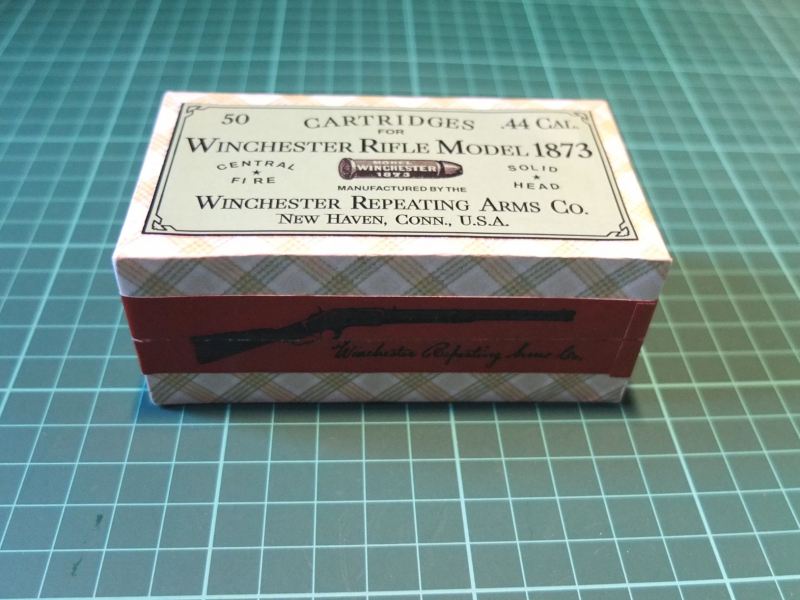 50 CARTRIDGES .44 CAL.
FOR
WINCHESTER RIFLE MODEL 1873
CENTRAL FIRE
MODEL
WINCHESTER
1873
SOLID HEAD
MANUFACTURED BY THE
WINCHESTER REPEATING ARMS CO.
NEW HAVEN, CONN., U.S.A.
Winchester Repeating Arms Co.